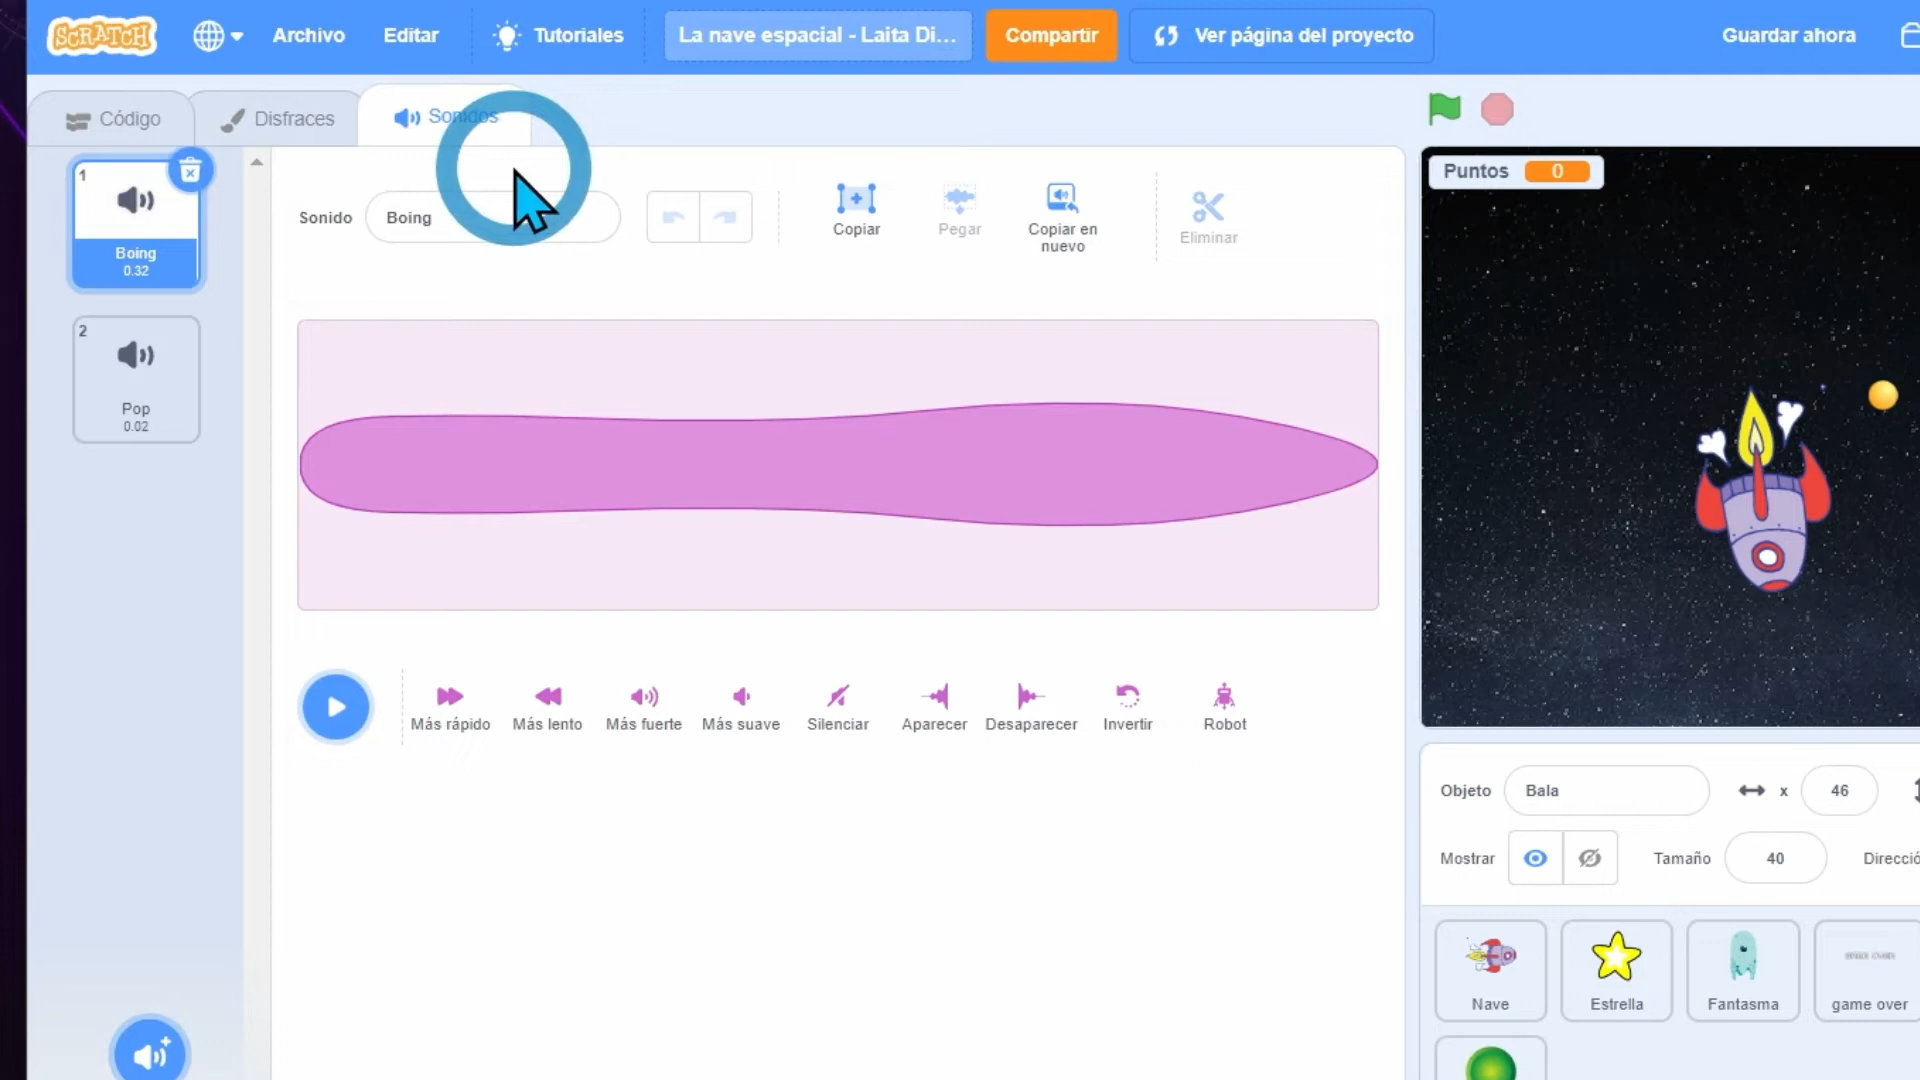 SCRATCH
Archivo
Editar
Tutoriales
La nave espacial - Laita Di...
Compartir
Ver página del proyecto
Guardar ahora
Código
Disfraces
Sonidos
1
Boing
0.32
2
Pop
0.02
Sonido
Boing
Copiar
Pegar
Copiar en
nuevo
Eliminar
Más rápido
Más lento
Más fuerte
Más suave
Silenciar
Aparecer
Desaparecer
Invertir
Robot
Puntos 0
Objeto
Bala
x
46
Mostrar
Tamaño
40
Direcció
Nave
Estrella
Fantasma
GAME OVER
game over